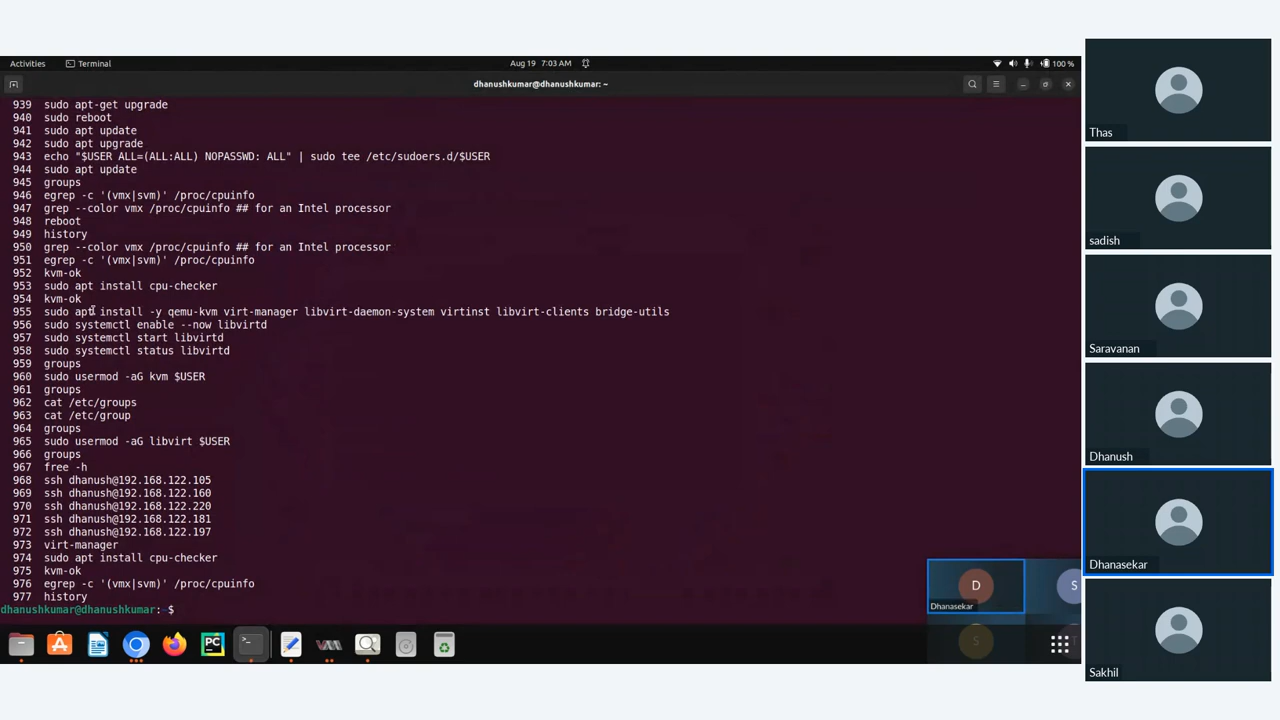 Activities
Terminal
Aug 19 7:03 AM
100 %
dhanushkumar@dhanushkumar: ~
939 sudo apt-get upgrade
940 sudo reboot
941 sudo apt update
942 sudo apt upgrade
943 echo "$USER ALL=(ALL:ALL) NOPASSWD: ALL" | sudo tee /etc/sudoers.d/$USER
944 sudo apt update
945 groups
946 egrep -c '(vmx|svm)' /proc/cpuinfo
947 grep --color vmx /proc/cpuinfo ## for an Intel processor
948 reboot
949 history
950 grep --color vmx /proc/cpuinfo ## for an Intel processor
951 egrep -c '(vmx|svm)' /proc/cpuinfo
952 kvm-ok
953 sudo apt install cpu-checker
954 kvm-ok
955 sudo apt install -y qemu-kvm virt-manager libvirt-daemon-system virtinst libvirt-clients bridge-utils
956 sudo systemctl enable --now libvirtd
957 sudo systemctl start libvirtd
958 sudo systemctl status libvirtd
959 groups
960 sudo usermod -aG kvm $USER
961 groups
962 cat /etc/groups
963 cat /etc/group
964 groups
965 sudo usermod -aG libvirt $USER
966 groups
967 free -h
968 ssh dhanush@192.168.122.105
969 ssh dhanush@192.168.122.160
970 ssh dhanush@192.168.122.220
971 ssh dhanush@192.168.122.181
972 ssh dhanush@192.168.122.197
973 virt-manager
974 sudo apt install cpu-checker
975 kvm-ok
976 egrep -c '(vmx|svm)' /proc/cpuinfo
977 history
dhanushkumar@dhanushkumar:~$
D
Dhanasekar
S
S
T
PC
>_
Thas
sadish
Saravanan
Dhanush
Dhanasekar
Sakhil